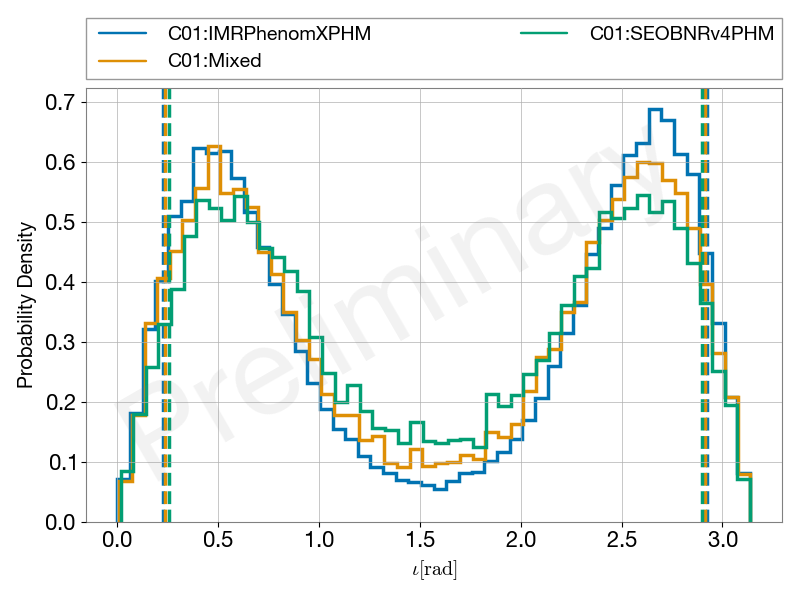 C01:IMRPhenomXPHM
C01:SEOBNRv4PHM
C01:Mixed
Preliminary
Probability Density
0.7
0.6
0.5
0.4
0.3
0.2
0.1
0.0
0.0 0.5 1.0 1.5 2.0 2.5 3.0
ι[rad]